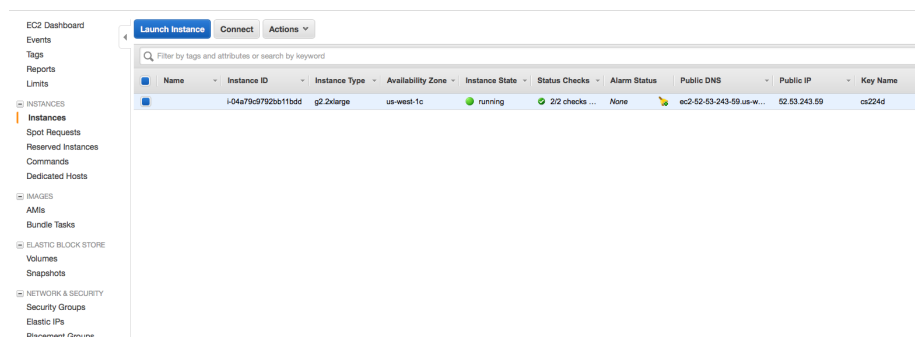 EC2 Dashboard
Events
Tags
Reports
Limits
INSTANCES
Instances
Spot Requests
Reserved Instances
Commands
Dedicated Hosts
IMAGES
AMIs
Bundle Tasks
ELASTIC BLOCK STORE
Volumes
Snapshots
NETWORK & SECURITY
Security Groups
Elastic IPs
Placement Groups
Launch Instance Connect Actions
Filter by tags and attributes or search by keyword
Name Instance ID Instance Type Availability Zone Instance State Status Checks Alarm Status Public DNS Public IP Key Name
i-04a79c9792bb11bdd g2.2xlarge us-west-1c running 2/2 checks ... None ec2-52-53-243-59.us-w... 52.53.243.59 cs224d